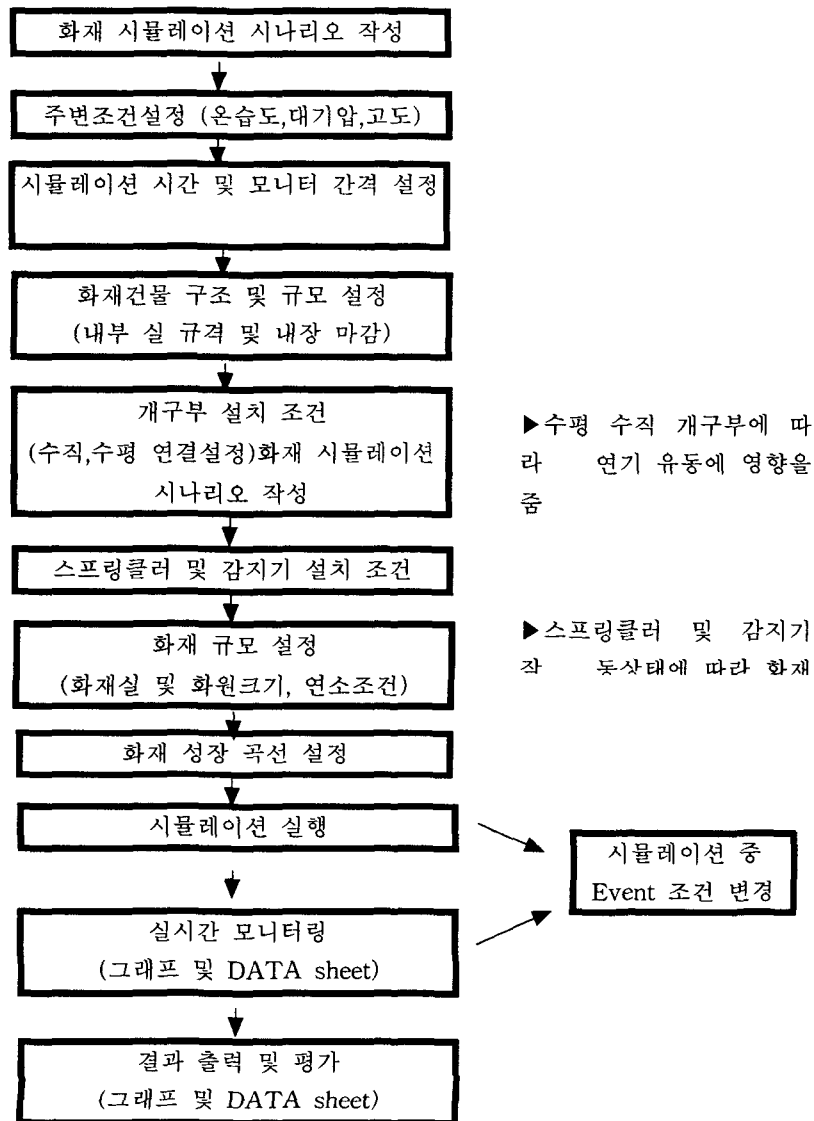 화재 시뮬레이션 시나리오 작성
주변조건설정 (온습도,대기압,고도)
시뮬레이션 시간 및 모니터 간격 설정
화재건물 구조 및 규모 설정
(내부 실 규격 및 내장 마감)
개구부 설치 조건
(수직,수평 연결설정)화재 시뮬레이션
시나리오 작성
▶수평 수직 개구부에 따
라 연기 유동에 영향을
줌
스프링클러 및 감지기 설치 조건
화재 규모 설정
(화재실 및 화원크기, 연소조건)
▶스프링클러 및 감지기
작 동상태에 따라 화재
화재 성장 곡선 설정
시뮬레이션 실행
시뮬레이션 중
Event 조건 변경
실시간 모니터링
(그래프 및 DATA sheet)
결과 출력 및 평가
(그래프 및 DATA sheet)